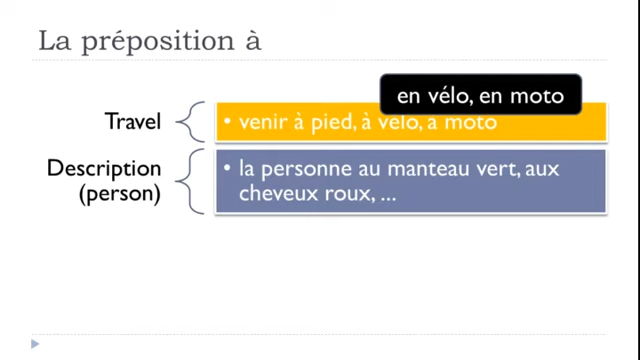 La préposition à
en vélo, en moto
Travel
• venir à pied, à vélo, à moto
Description
(person)
• la personne au manteau vert, aux
cheveux roux, ...